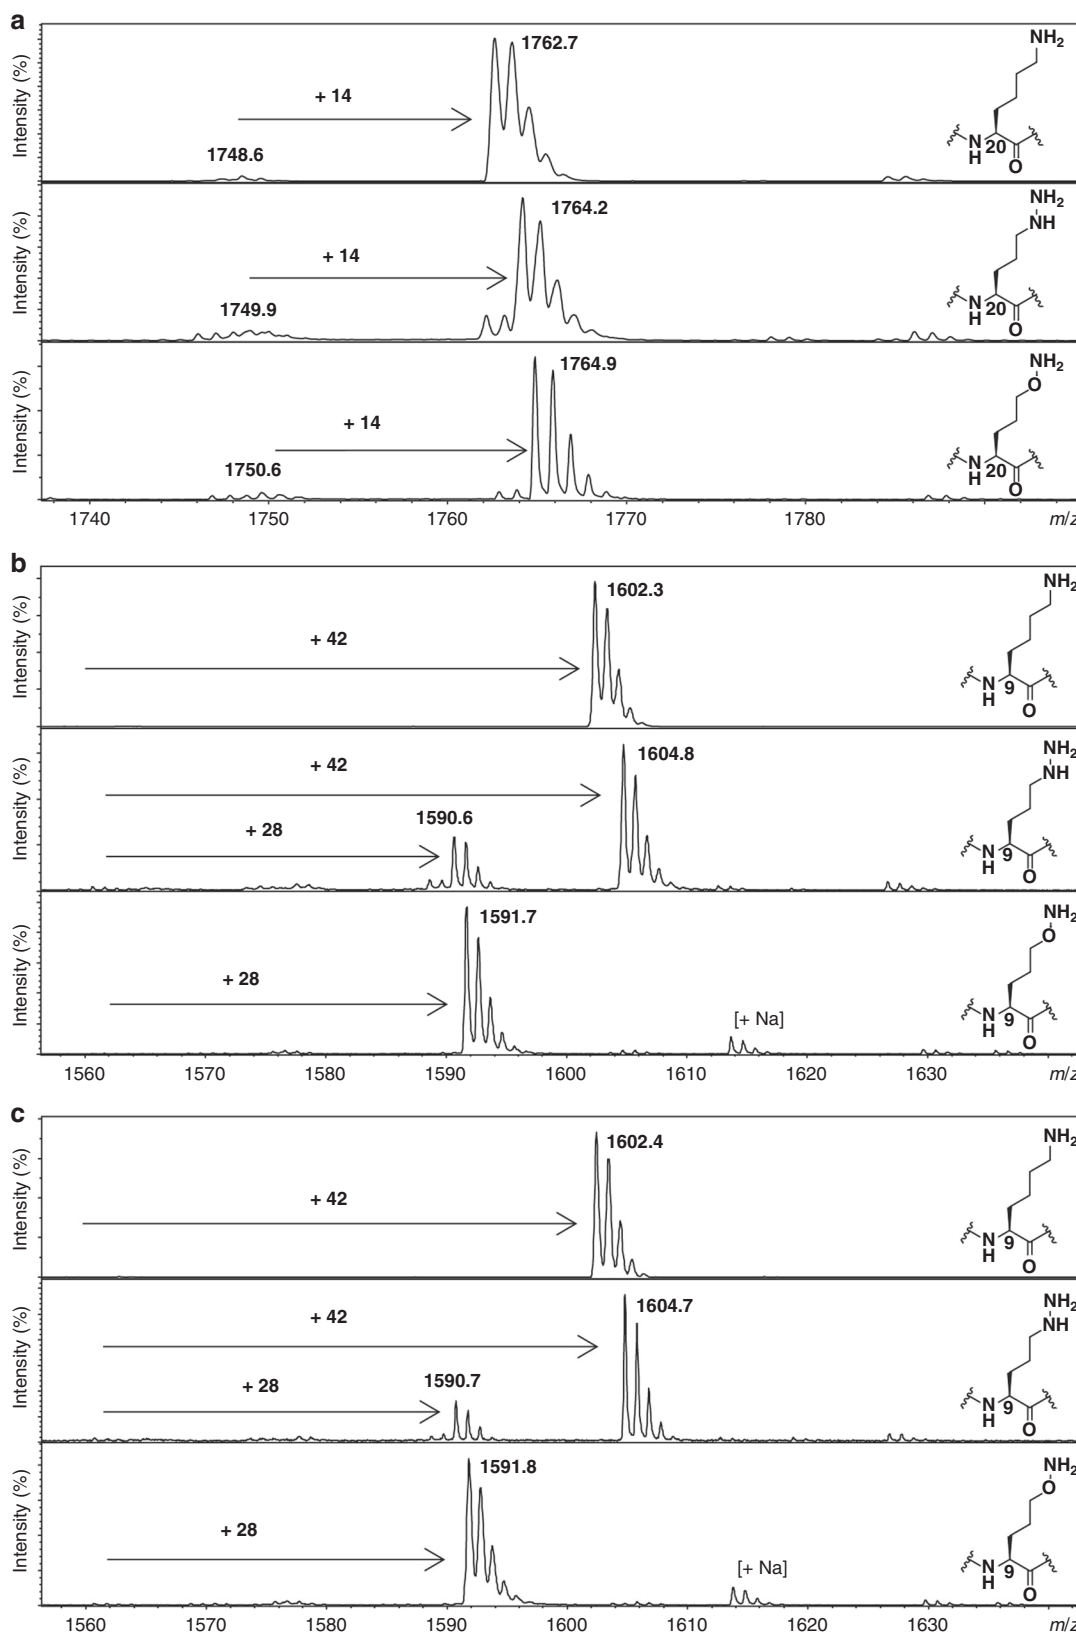 a
Intensity (%)
1762.7
+ 14
1748.6
NH2
N
H
20
O
Intensity (%)
1764.2
+ 14
1749.9
NH2
NH
N
H
20
O
Intensity (%)
1764.9
+ 14
1750.6
NH2
O
N
H
20
O
1740 1750 1760 1770 1780 m/z
b
Intensity (%)
1602.3
+ 42
NH2
N
H
9
O
Intensity (%)
1604.8
+ 42
1590.6
+ 28
NH2
NH
N
H
9
O
Intensity (%)
1591.7
+ 28
[+ Na]
NH2
O
N
H
9
O
1560 1570 1580 1590 1600 1610 1620 1630 m/z
c
Intensity (%)
1602.4
+ 42
NH2
N
H
9
O
Intensity (%)
1604.7
+ 42
1590.7
+ 28
NH2
NH
N
H
9
O
Intensity (%)
1591.8
+ 28
[+ Na]
NH2
O
N
H
9
O
1560 1570 1580 1590 1600 1610 1620 1630 m/z